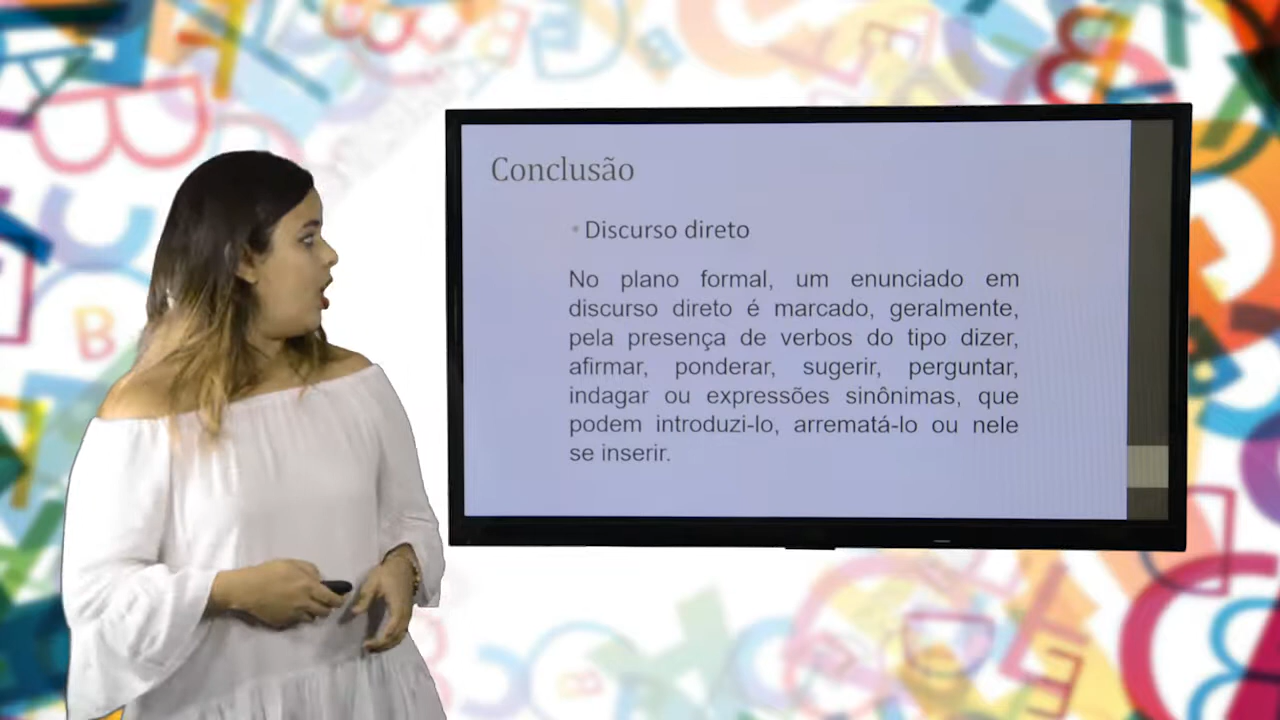 Conclusão
• Discurso direto
No plano formal, um enunciado em
discurso direto é marcado, geralmente,
pela presença de verbos do tipo dizer,
afirmar, ponderar, sugerir, perguntar,
indagar ou expressões sinônimas, que
podem introduzi-lo, arrematá-lo ou nele
se inserir.